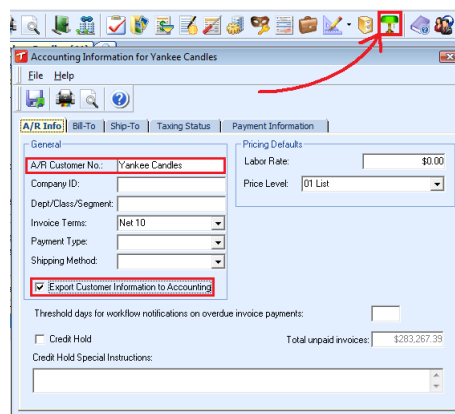 Accounting Information for Yankee Candles
File Help
A/R Info Bill-To Ship-To Taxing Status Payment Information
General
Pricing Defaults
A/R Customer No.: Yankee Candles
Labor Rate: $0.00
Company ID:
Price Level: 01 List
Dept/Class/Segment:
Invoice Terms: Net 10
Payment Type:
Shipping Method:
Export Customer Information to Accounting
Threshold days for workflow notifications on overdue invoice payments:
Credit Hold
Total unpaid invoices: $283,267.39
Credit Hold Special Instructions: